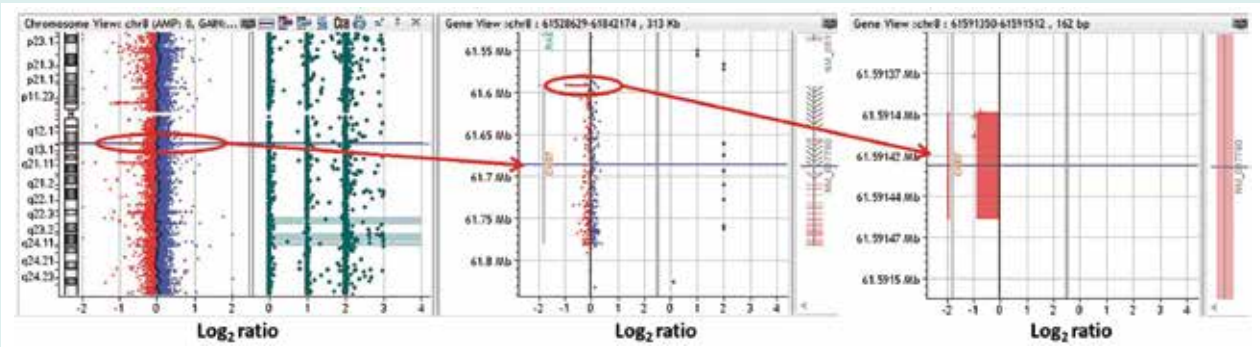 Chromosome View: chr8 (AMP: 0, GAIN:...
p23.1
p21.3
p21.1
p11.23
q12.1
q13.1
q21.11
q21.2
q22.1
q22.3
q23.2
q24.11
q24.21
q24.23
-2 -1 0 1 2 0 1 2 3 4
Log2 ratio
Gene View :chr8 : 61528629-61842174 , 313 Kb
61.55 Mb
61.6 Mb
61.65 Mb
61.7 Mb
61.75 Mb
61.8 Mb
-2 -1 0 1 2 3 4
Log2 ratio
Gene View :chr8 : 61591350-61591512 , 162 bp
61.59137 Mb
61.5914 Mb
61.59142 Mb
61.59144 Mb
61.59147 Mb
61.5915 Mb
-2 -1 0 1 2 3 4
Log2 ratio